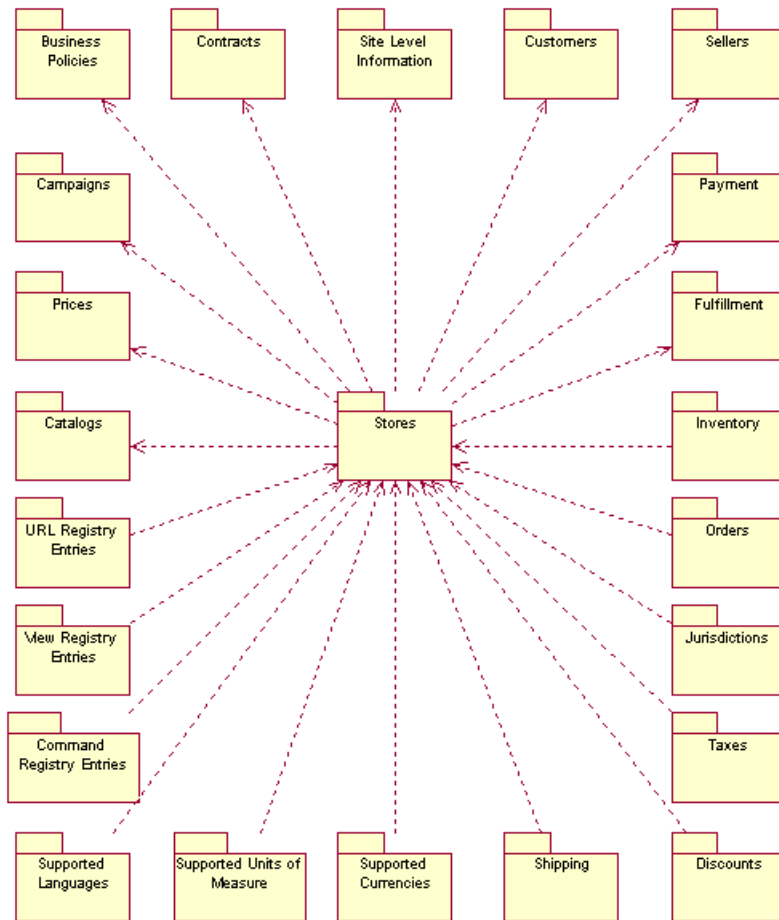 Business
Policies
Contracts
Site Level
Information
Customers
Sellers
Campaigns
Payment
Prices
Fulfillment
Catalogs
Stores
Inventory
URL Registry
Entries
Orders
View Registry
Entries
Jurisdictions
Command
Registry Entries
Taxes
Supported
Languages
Supported Units of
Measure
Supported
Currencies
Shipping
Discounts